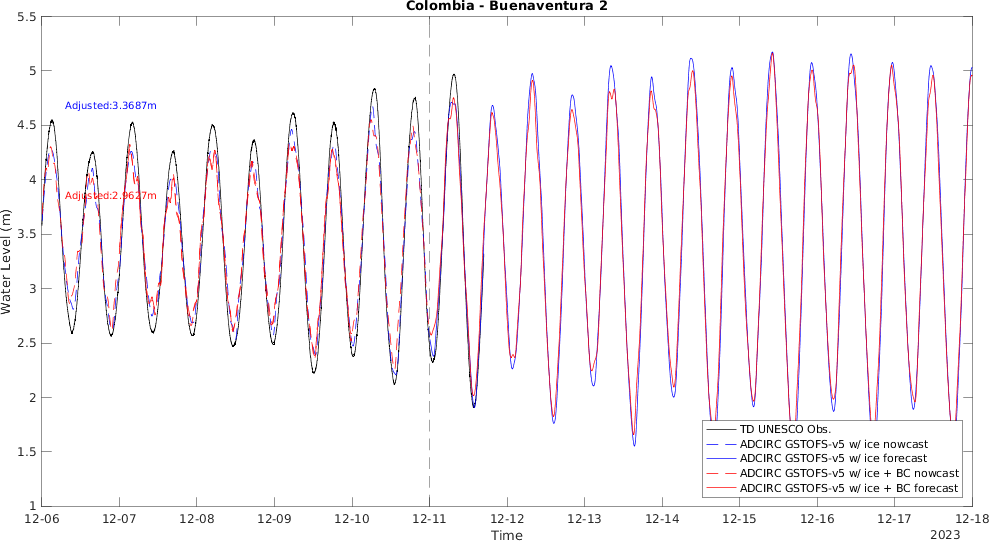 Colombia - Buenaventura 2
5.5
5
4.5
4
3.5
3
2.5
2
1.5
1
Water Level (m)
Adjusted:3.3687m
Adjusted:2.9627m
TD UNESCO Obs.
ADCIRC GSTOFS-v5 w/ ice nowcast
ADCIRC GSTOFS-v5 w/ ice forecast
ADCIRC GSTOFS-v5 w/ ice + BC nowcast
ADCIRC GSTOFS-v5 w/ ice + BC forecast
12-06 12-07 12-08 12-09 12-10 12-11 12-12 12-13 12-14 12-15 12-16 12-17 12-18
Time
2023